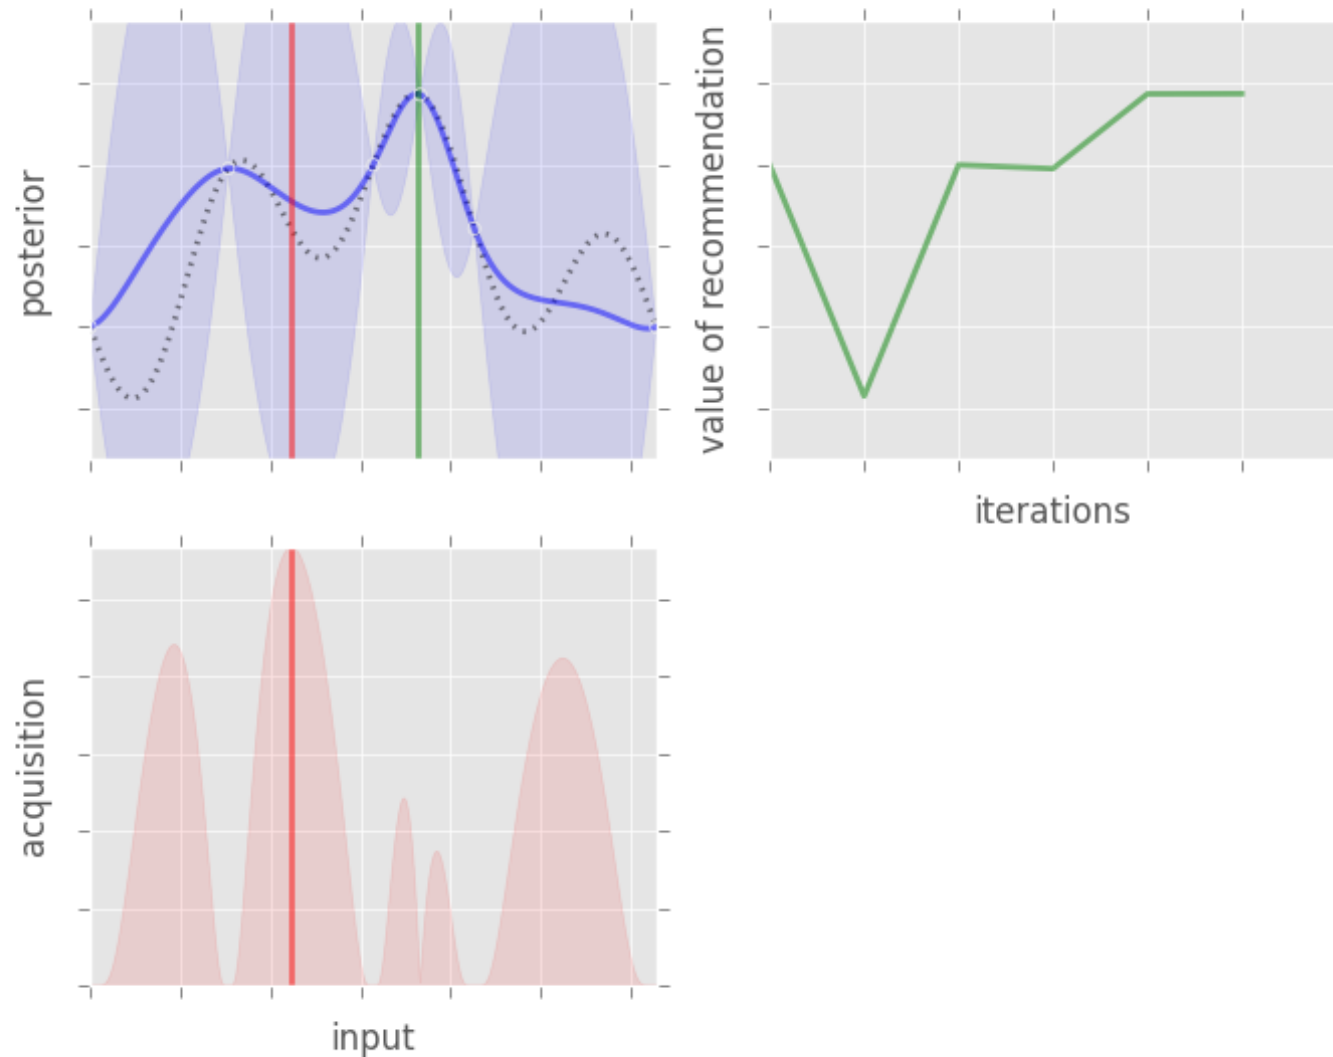 posterior
value of recommendation
iterations
acquisition
input